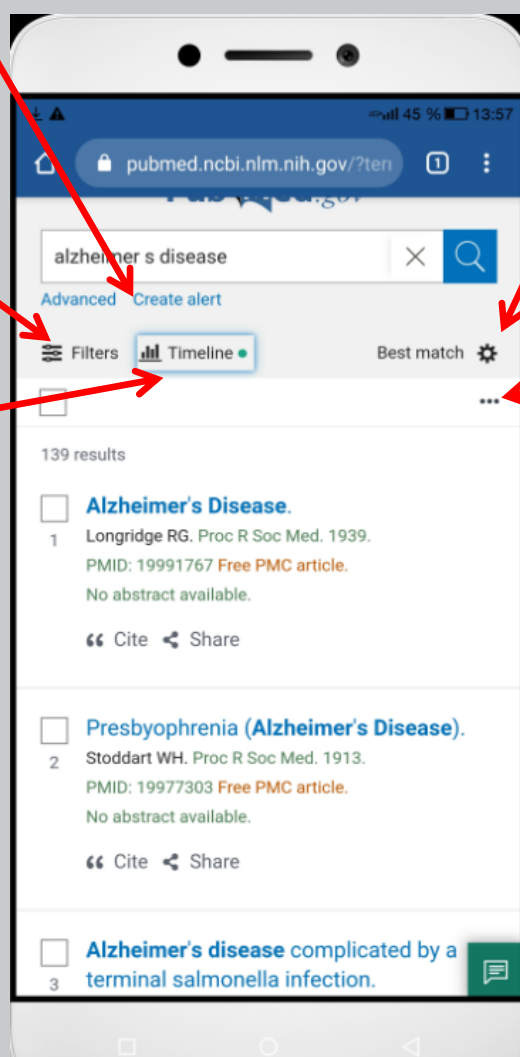 45 % 13:57
pubmed.ncbi.nlm.nih.gov/?ter 1
alzheimer s disease
Advanced Create alert
Filters Timeline Best match
139 results
Alzheimer's Disease.
1 Longridge RG. Proc R Soc Med. 1939.
PMID: 19991767 Free PMC article.
No abstract available.
Cite Share
Presbyophrenia (Alzheimer's Disease).
2 Stoddart WH. Proc R Soc Med. 1913.
PMID: 19977303 Free PMC article.
No abstract available.
Cite Share
Alzheimer's disease complicated by a
3 terminal salmonella infection.